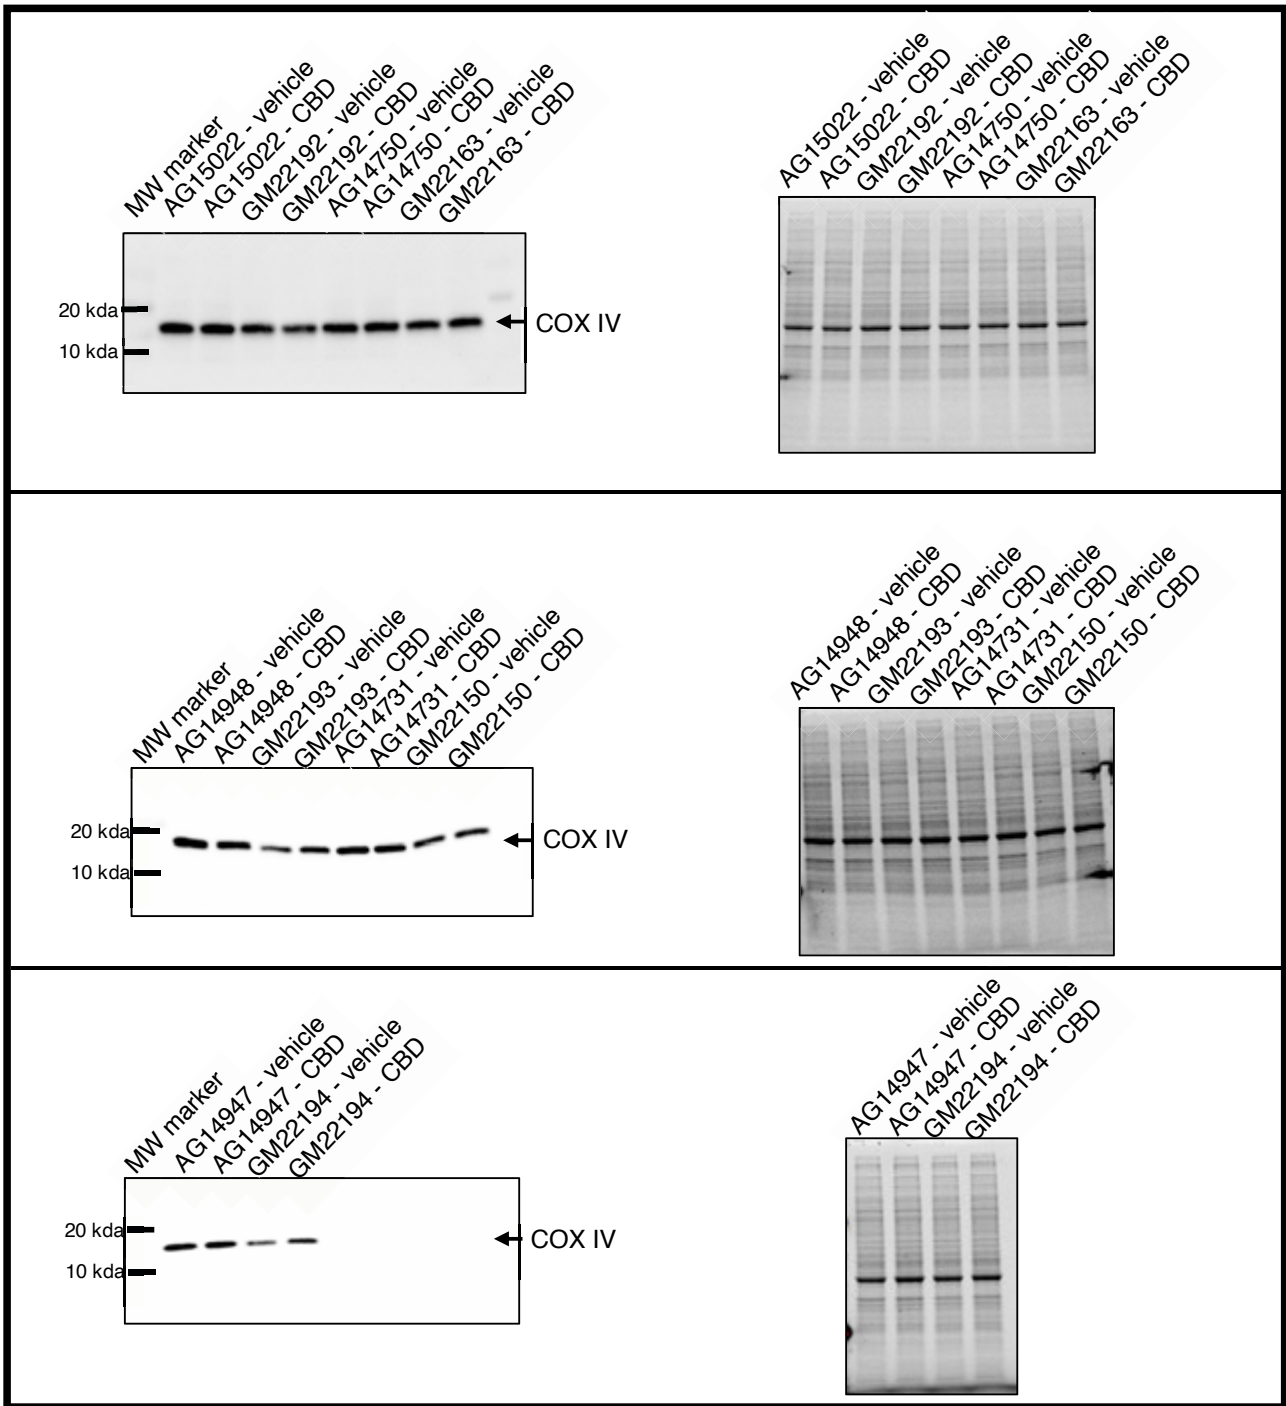 MW marker
AG15022 - vehicle
AG15022 - CBD
GM22192 - vehicle
GM22192 - CBD
AG14750 - vehicle
AG14750 - CBD
GM22163 - vehicle
GM22163 - CBD
20 kda
10 kda
COX IV
AG15022 - vehicle
AG15022 - CBD
GM22192 - vehicle
GM22192 - CBD
AG14750 - vehicle
AG14750 - CBD
GM22163 - vehicle
GM22163 - CBD
MW marker
AG14948 - vehicle
AG14948 - CBD
GM22193 - vehicle
GM22193 - CBD
AG14731 - vehicle
AG14731 - CBD
GM22150 - vehicle
GM22150 - CBD
20 kda
10 kda
COX IV
AG14948 - vehicle
AG14948 - CBD
GM22193 - vehicle
GM22193 - CBD
AG14731 - vehicle
AG14731 - CBD
GM22150 - vehicle
GM22150 - CBD
MW marker
AG14947 - vehicle
AG14947 - CBD
GM22194 - vehicle
GM22194 - CBD
20 kda
10 kda
COX IV
AG14947 - vehicle
AG14947 - CBD
GM22194 - vehicle
GM22194 - CBD